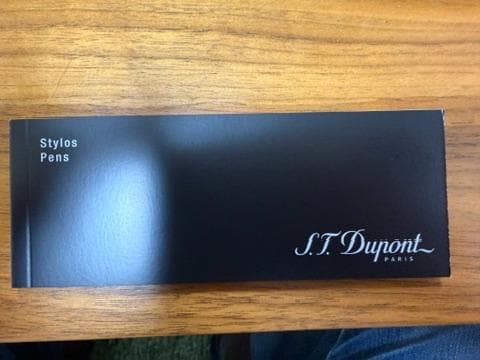 Stylos
Pens
S.T. Dupont
PARIS